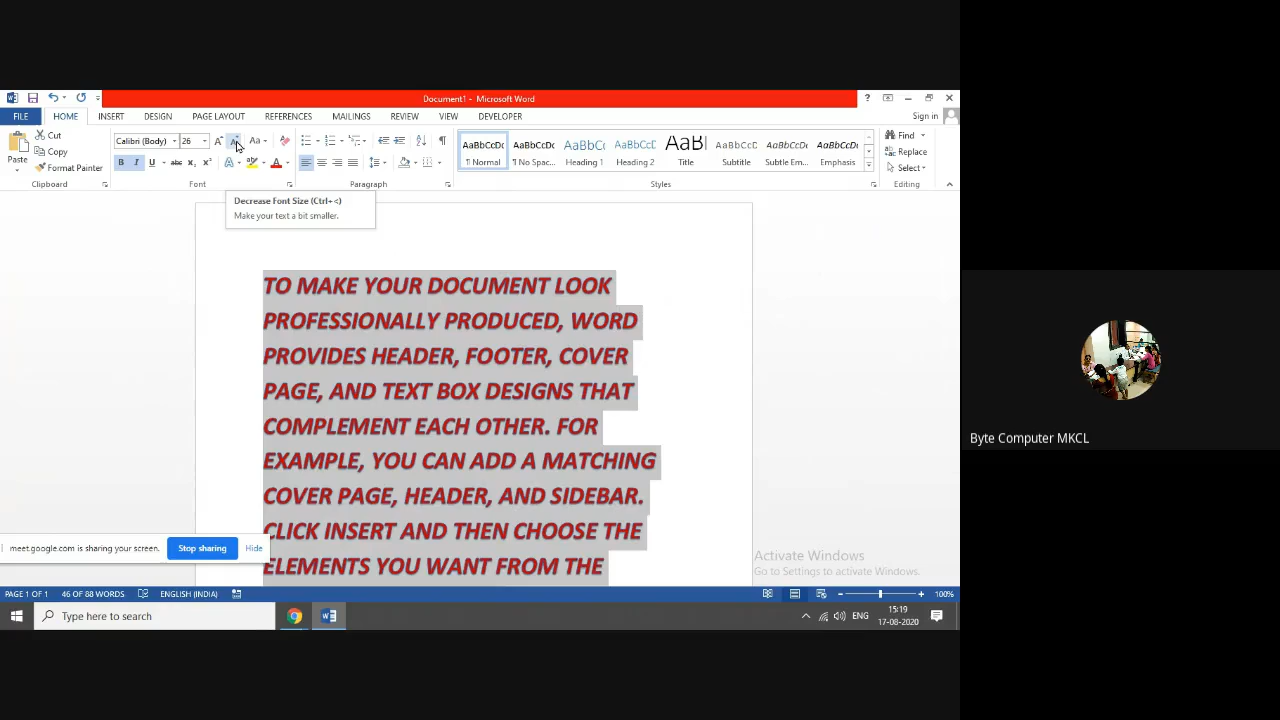 Document1 - Microsoft Word
FILE HOME INSERT DESIGN PAGE LAYOUT REFERENCES MAILINGS REVIEW VIEW DEVELOPER
Sign in
Paste
Cut
Copy
Format Painter
Clipboard
Calibri (Body) 26
Aa
B I U abc X₂ X²
Font
Paragraph
AaBbCcDc AaBbCcDc AaBbCc AaBbCcC AaBl AaBbCcC AaBbCcDc AaBbCcDc
¶ Normal ¶ No Spac... Heading 1 Heading 2 Title Subtitle Subtle Em... Emphasis
Styles
Find
Replace
Select
Editing
Decrease Font Size (Ctrl+<)
Make your text a bit smaller.
TO MAKE YOUR DOCUMENT LOOK
PROFESSIONALLY PRODUCED, WORD
PROVIDES HEADER, FOOTER, COVER
PAGE, AND TEXT BOX DESIGNS THAT
COMPLEMENT EACH OTHER. FOR
EXAMPLE, YOU CAN ADD A MATCHING
COVER PAGE, HEADER, AND SIDEBAR.
CLICK INSERT AND THEN CHOOSE THE
ELEMENTS YOU WANT FROM THE
meet.google.com is sharing your screen. Stop sharing Hide
Activate Windows
Go to Settings to activate Windows.
PAGE 1 OF 1 46 OF 88 WORDS ENGLISH (INDIA) 100%
Type here to search
ENG
15:19
17-08-2020
Byte Computer MKCL